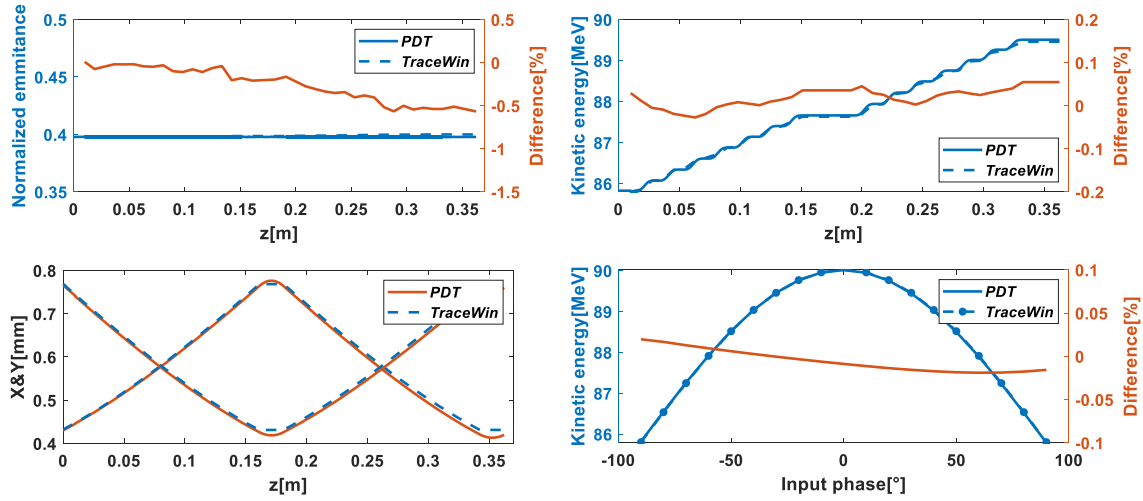 0.5
0.45
0.4
0.35
Normalized emmitance
PDT
TraceWin
0.5
0
-0.5
-1
-1.5
Difference[%]
0 0.05 0.1 0.15 0.2 0.25 0.3 0.35
z[m]
90
89
88
87
86
Kinetic energy[MeV]
PDT
TraceWin
0.2
0.1
0
-0.1
-0.2
Difference[%]
0 0.05 0.1 0.15 0.2 0.25 0.3 0.35
z[m]
0.8
0.7
0.6
0.5
0.4
X&Y[mm]
PDT
TraceWin
0 0.05 0.1 0.15 0.2 0.25 0.3 0.35
z[m]
90
89
88
87
86
Kinetic energy[MeV]
PDT
TraceWin
0.1
0.05
0
-0.05
-0.1
Difference[%]
-100 -50 0 50 100
Input phase[°]